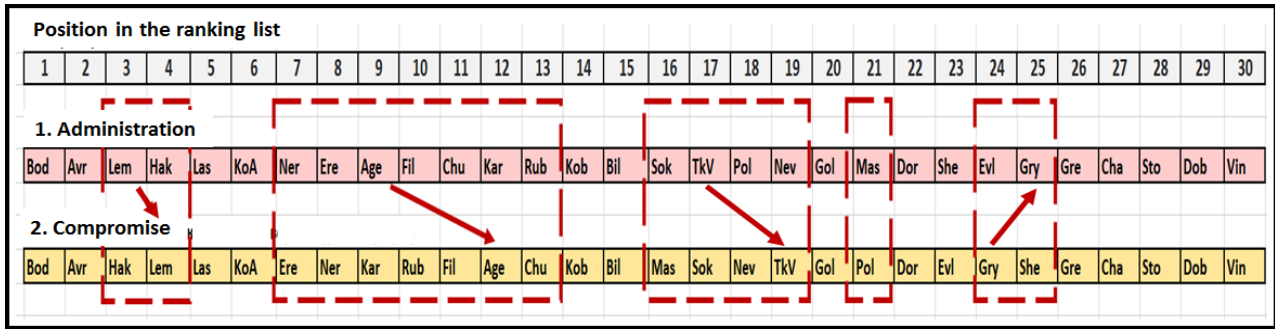 Position in the ranking list
1 2 3 4 5 6 7 8 9 10 11 12 13 14 15 16 17 18 19 20 21 22 23 24 25 26 27 28 29 30
1. Administration
Bod Avr Lem Hak Las KoA Ner Ere Age Fil Chu Kar Rub Kob Bil Sok TkV Pol Nev Gol Mas Dor She Evl Gry Gre Cha Sto Dob Vin
2. Compromise
Bod Avr Hak Lem Las KoA Ere Ner Kar Rub Fil Age Chu Kob Bil Mas Sok Nev TkV Gol Pol Dor Evl Gry She Gre Cha Sto Dob Vin